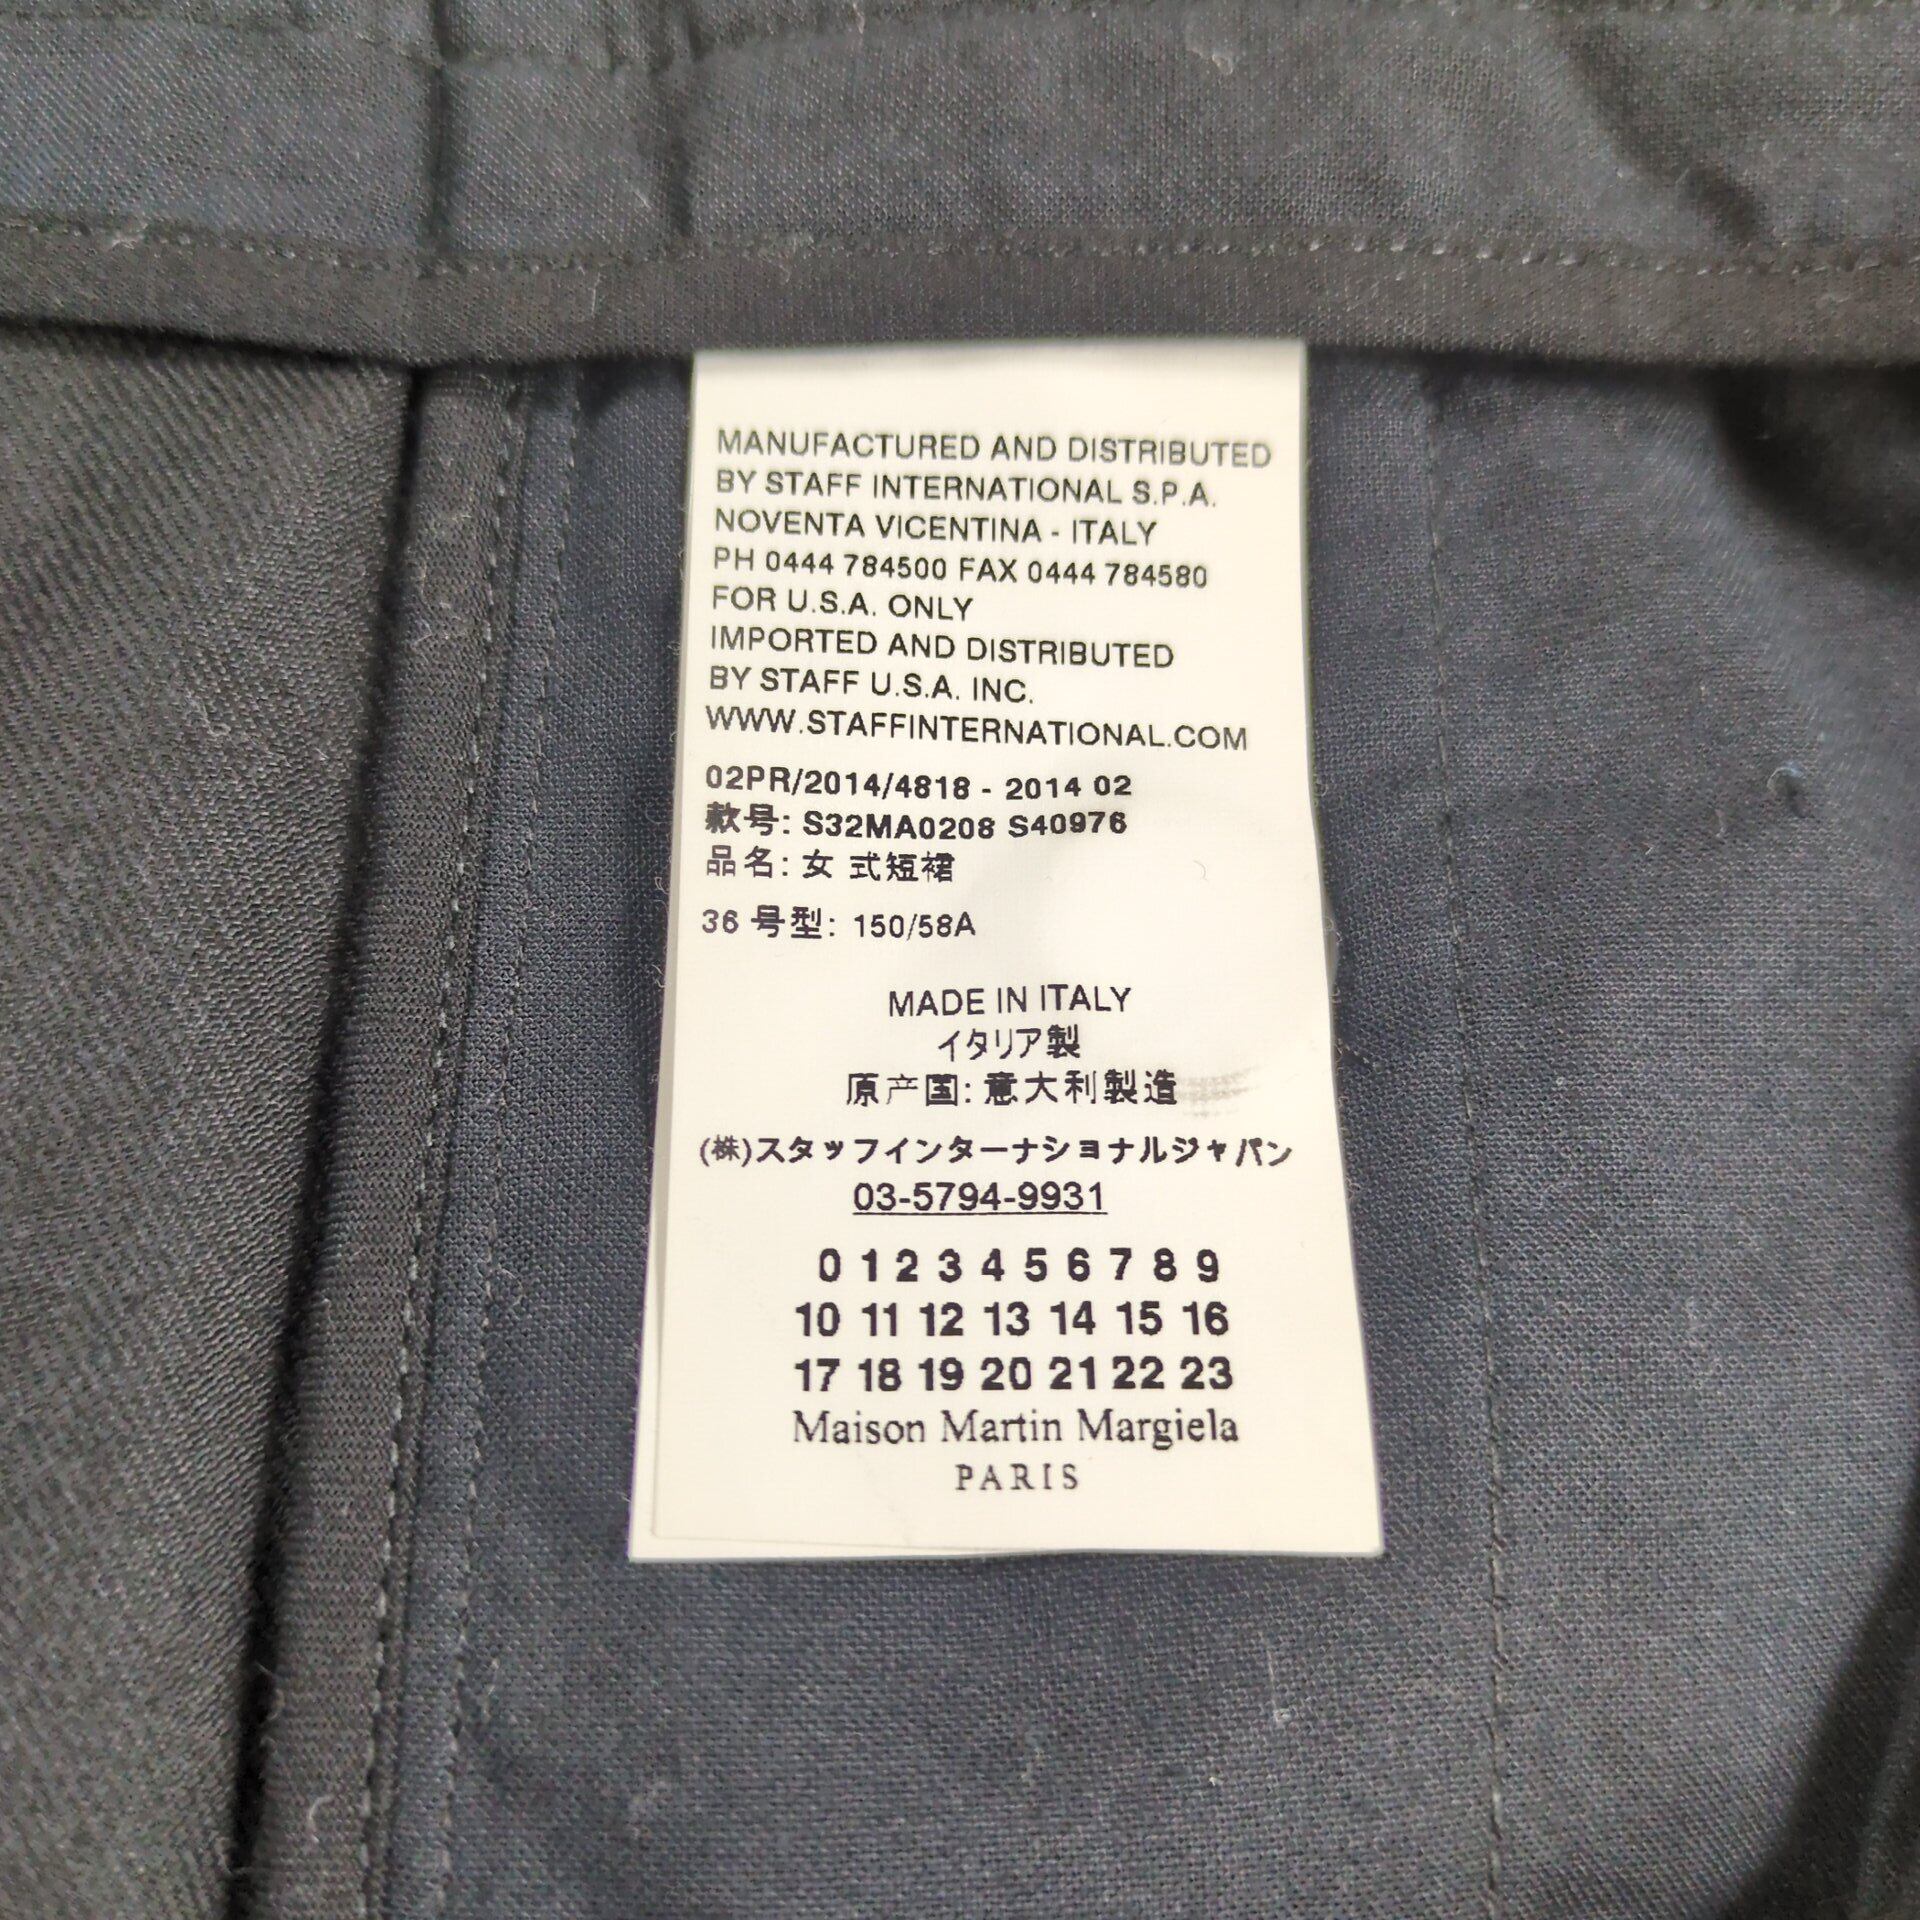 MANUFACTURED AND DISTRIBUTED
BY STAFF INTERNATIONAL S.P.A.
NOVENTA VICENTINA - ITALY
PH 0444 784500 FAX 0444 784580
FOR U.S.A. ONLY
IMPORTED AND DISTRIBUTED
BY STAFF U.S.A. INC.
WWW.STAFFINTERNATIONAL.COM
02PR/2014/4818 - 2014 02
款号: S32MA0208 S40976
品名: 女 式短裙
36 号型: 150/58A
MADE IN ITALY
イタリア製
原产国: 意大利製造
(株)スタッフインターナショナルジャパン
03-5794-9931
0 1 2 3 4 5 6 7 8 9
10 11 12 13 14 15 16
17 18 19 20 21 22 23
Maison Martin Margiela
PARIS